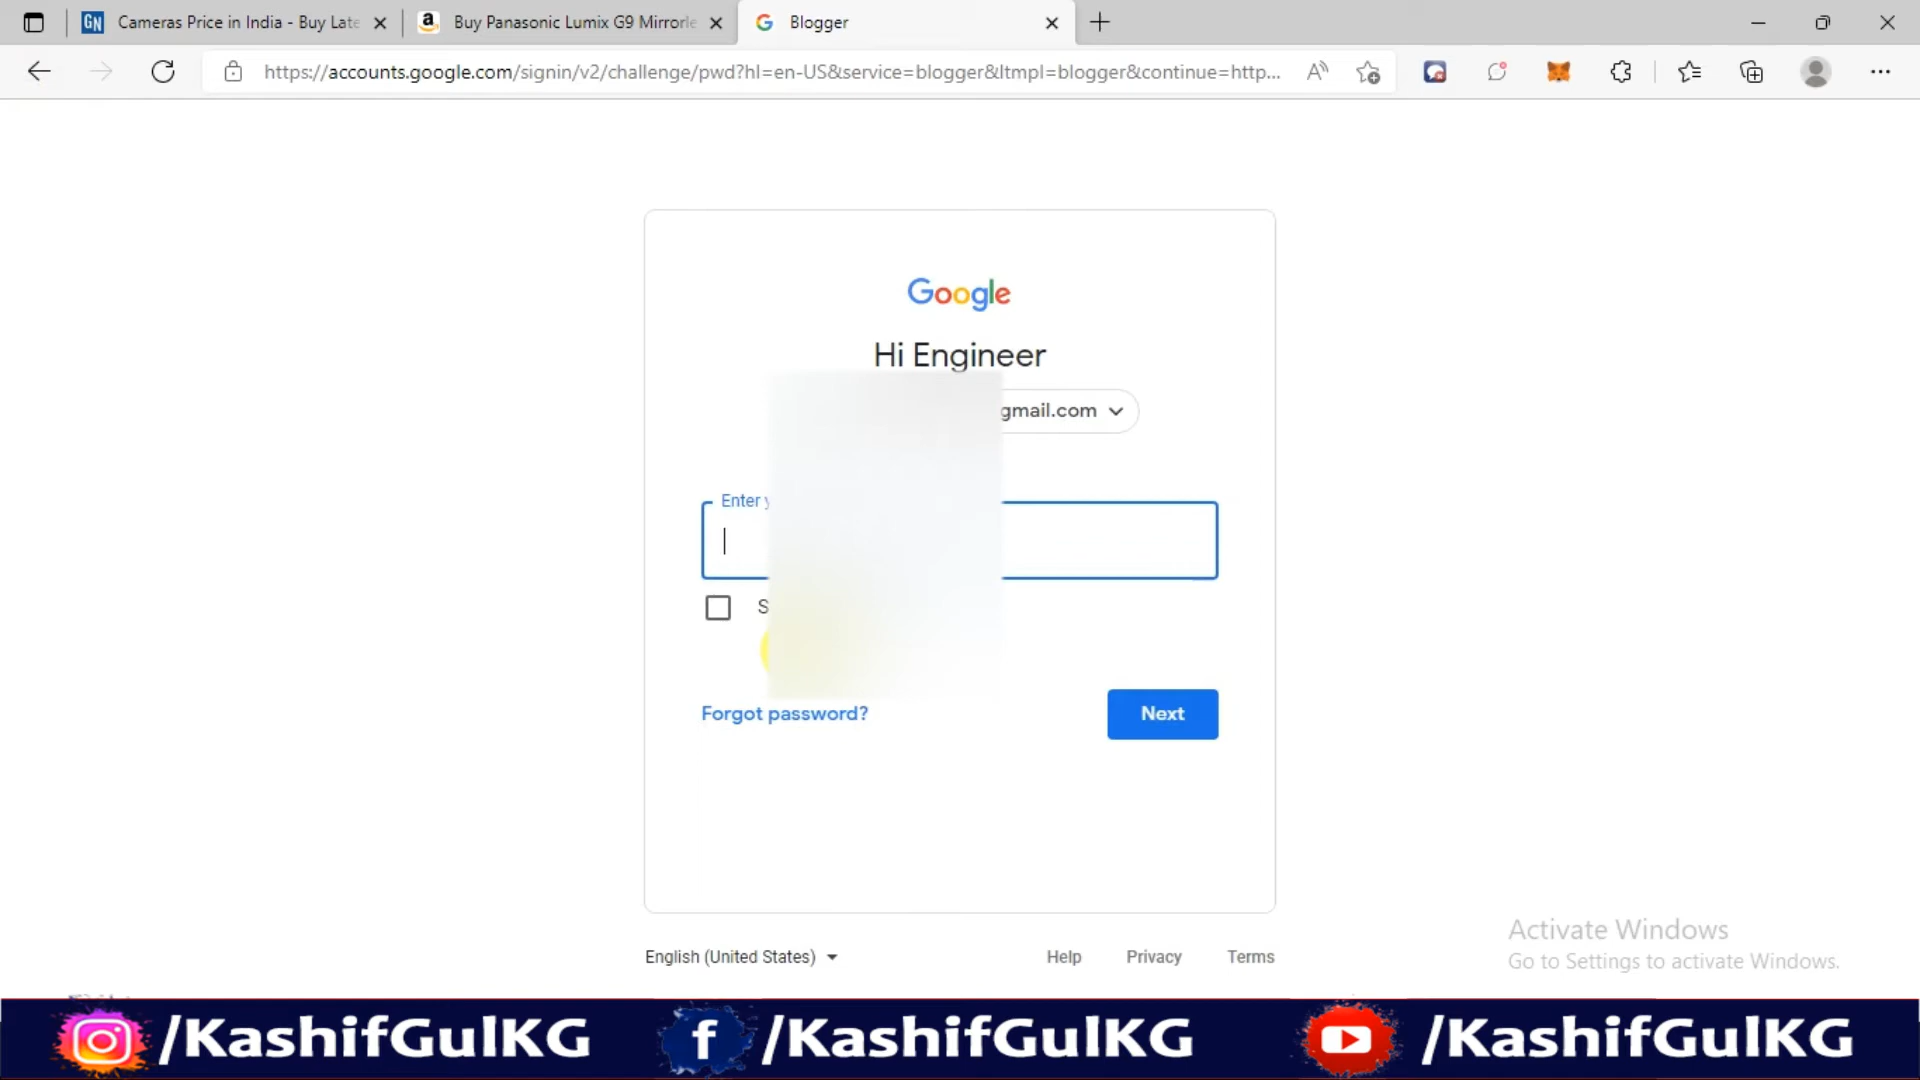 GN Cameras Price in India - Buy Late
a Buy Panasonic Lumix G9 Mirrorle
Blogger
https://accounts.google.com/signin/v2/challenge/pwd?hl=en-US&service=blogger&ltmpl=blogger&continue=http...
Google
Hi Engineer
gmail.com
Enter
Forgot password?
Next
English (United States)
Help
Privacy
Terms
Activate Windows
Go to Settings to activate Windows.
/KashifGulKG
/KashifGulKG
/KashifGulKG